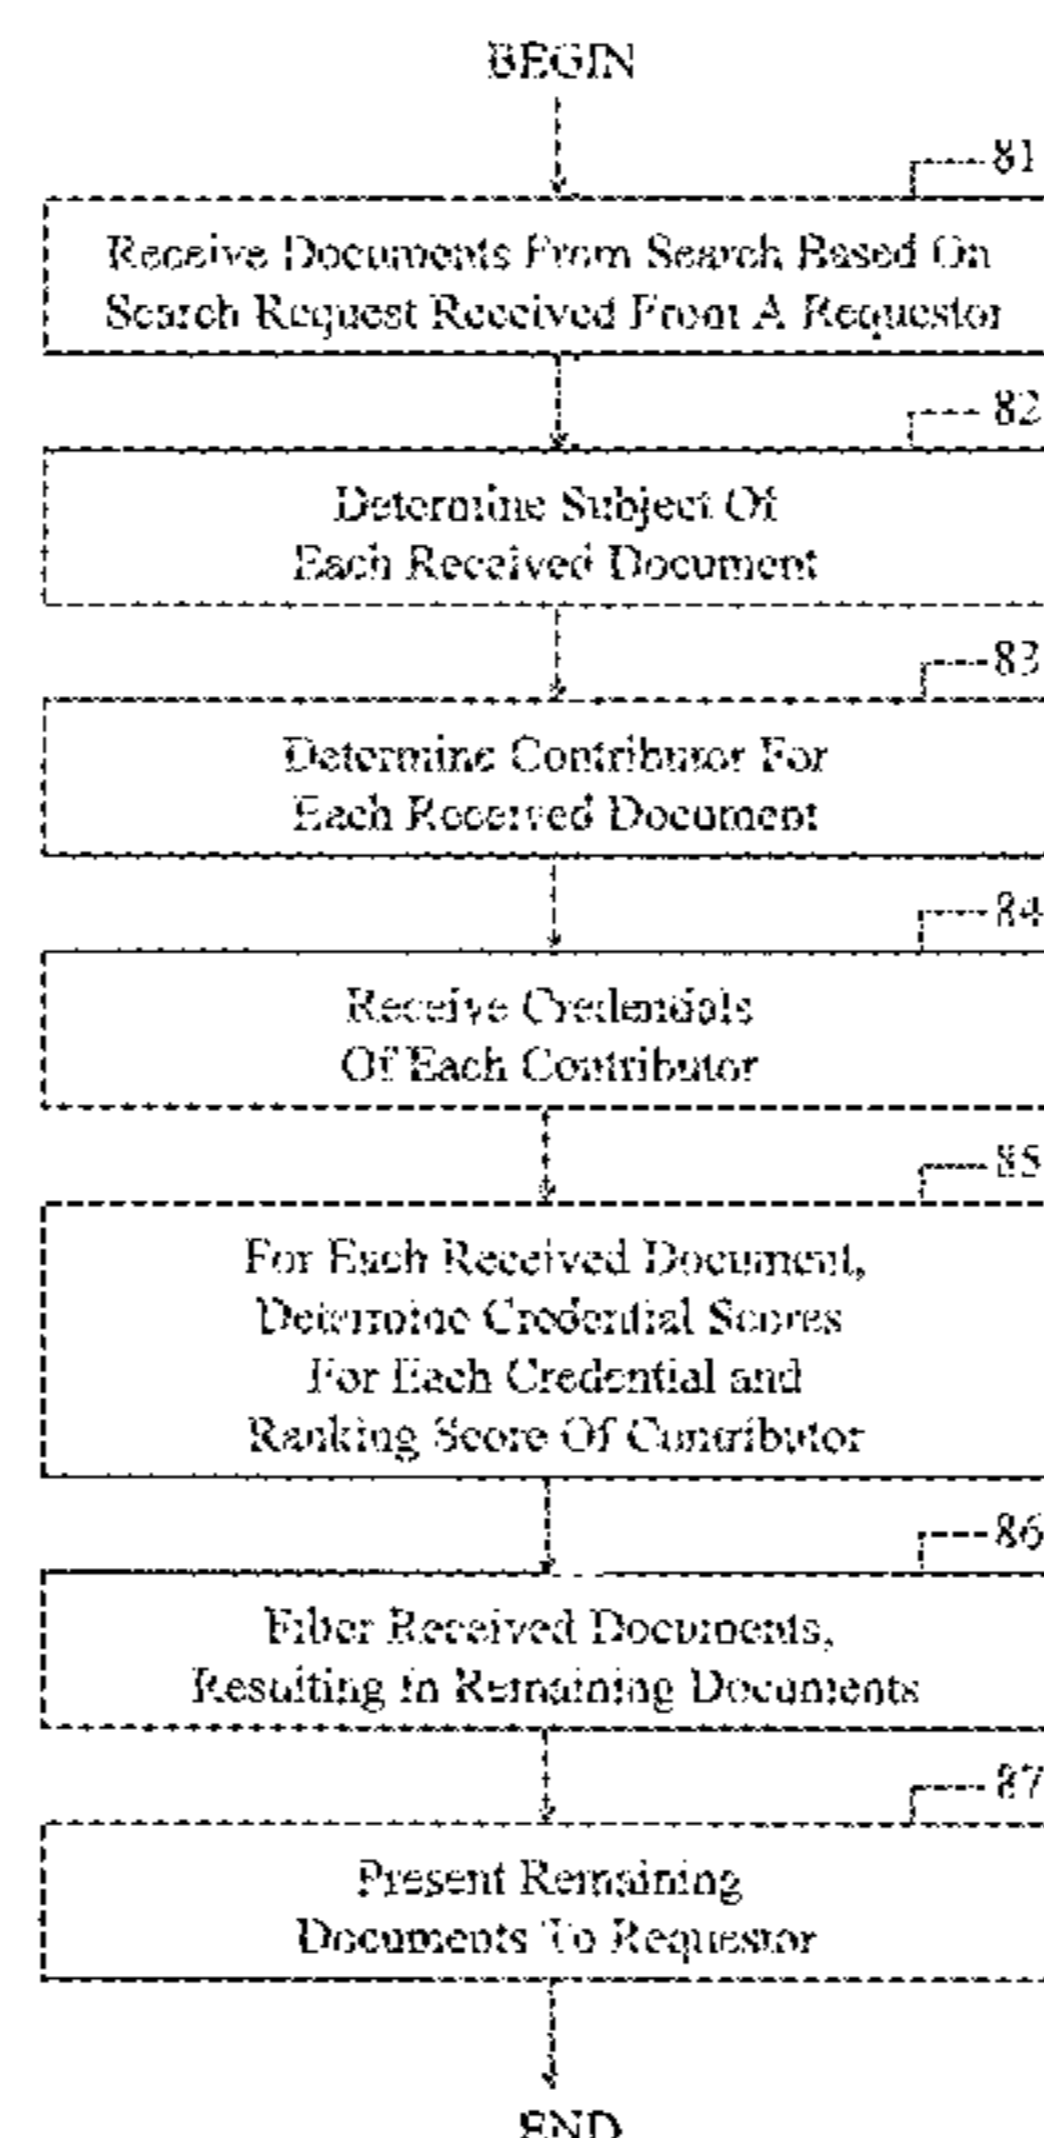 BEGIN
81
Receive Documents From Search Based On
Search Request Received From A Requestor
82
Determine Subject Of
Each Received Document
83
Determine Contributor For
Each Received Document
84
Receive Credentials
Of Each Contributor
85
For Each Received Document,
Determine Credential Scores
For Each Credential and
Ranking Score Of Contributor
86
Filter Received Documents,
Resulting In Remaining Documents
87
Present Remaining
Documents To Requestor
END